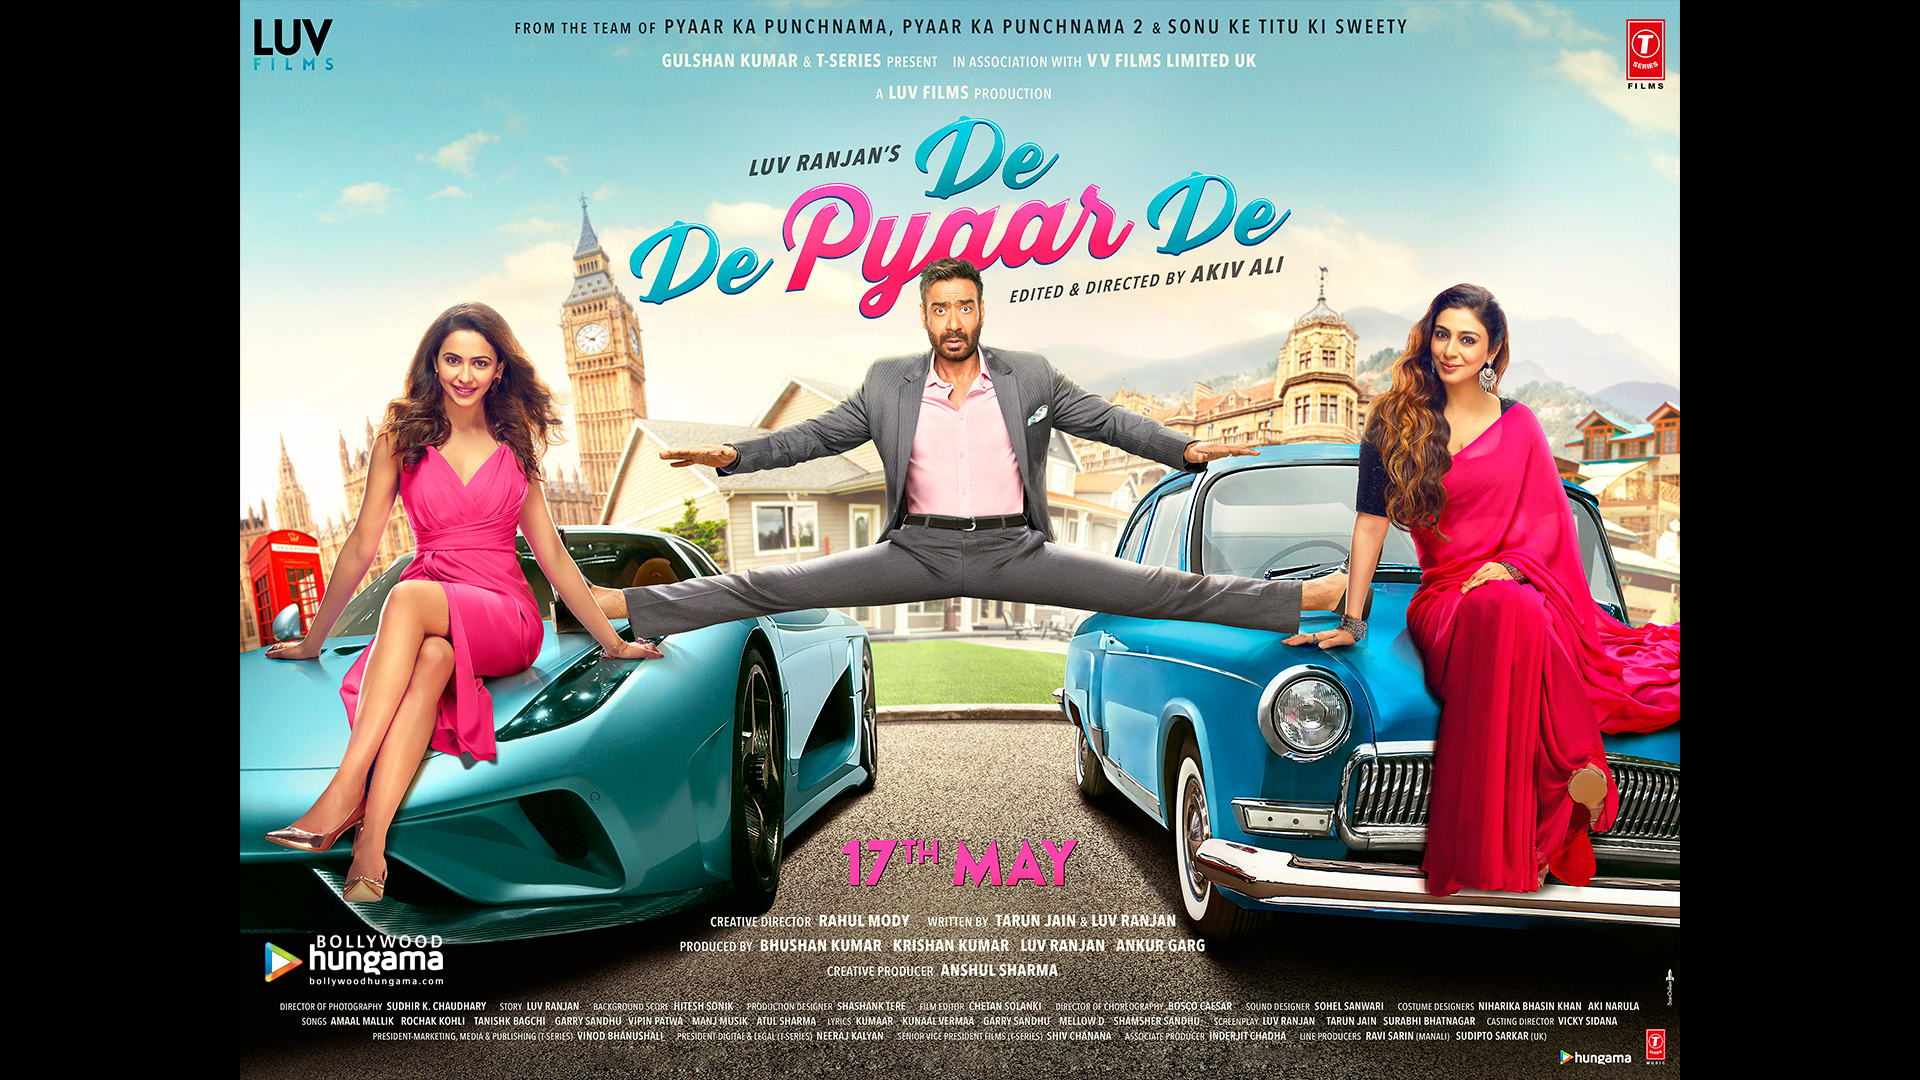 LUV
FILMS
FROM THE TEAM OF PYAAR KA PUNCHNAMA, PYAAR KA PUNCHNAMA 2 & SONU KE TITU KI SWEETY
GULSHAN KUMAR & T-SERIES PRESENT IN ASSOCIATION WITH V V FILMS LIMITED UK
A LUV FILMS PRODUCTION
T
SERIES
FILMS
LUV RANJAN'S De
De Pyaar De
EDITED & DIRECTED BY AKIV ALI
17TH MAY
CREATIVE DIRECTOR RAHUL MODY WRITTEN BY TARUN JAIN & LUV RANJAN
PRODUCED BY BHUSHAN KUMAR KRISHAN KUMAR LUV RANJAN ANKUR GARG
CREATIVE PRODUCER ANSHUL SHARMA
BOLLYWOOD
hungama
bollywoodhungama.com
DIRECTOR OF PHOTOGRAPHY SUDHIR K. CHAUDHARY STORY LUV RANJAN BACKGROUND SCORE HITESH SONIK PRODUCTION DESIGNER SHASHANK TERE FILM EDITOR CHETAN SOLANKI DIRECTOR OF CHOREOGRAPHY BOSCO CAESAR SOUND DESIGNER SOHEL SANWARI COSTUME DESIGNERS NIHARIKA BHASIN KHAN AKI NARULA
SONGS AMAAL MALLIK ROCHAK KOHLI TANISHK BAGCHI GARRY SANDHU VIPIN PATWA MANJ MUSIK ATUL SHARMA LYRICS KUMAAR KUNAAL VERMAA GARRY SANDHU MELLOW D SHAMSHER SANDHU SCREENPLAY LUV RANJAN TARUN JAIN SURABHI BHATNAGAR CASTING DIRECTOR VICKY SIDANA
PRESIDENT-MARKETING, MEDIA & PUBLISHING (T-SERIES) VINOD BHANUSHALI PRESIDENT-DIGITAL & LEGAL (T-SERIES) NEERAJ KALYAN SENIOR VICE PRESIDENT FILMS (T-SERIES) SHIV CHANANA ASSOCIATE PRODUCER INDERJIT CHADHA LINE PRODUCERS RAVI SARIN (MANALI) SUDIPTO SARKAR (UK)
hungama
T
SERIES
MUSIC